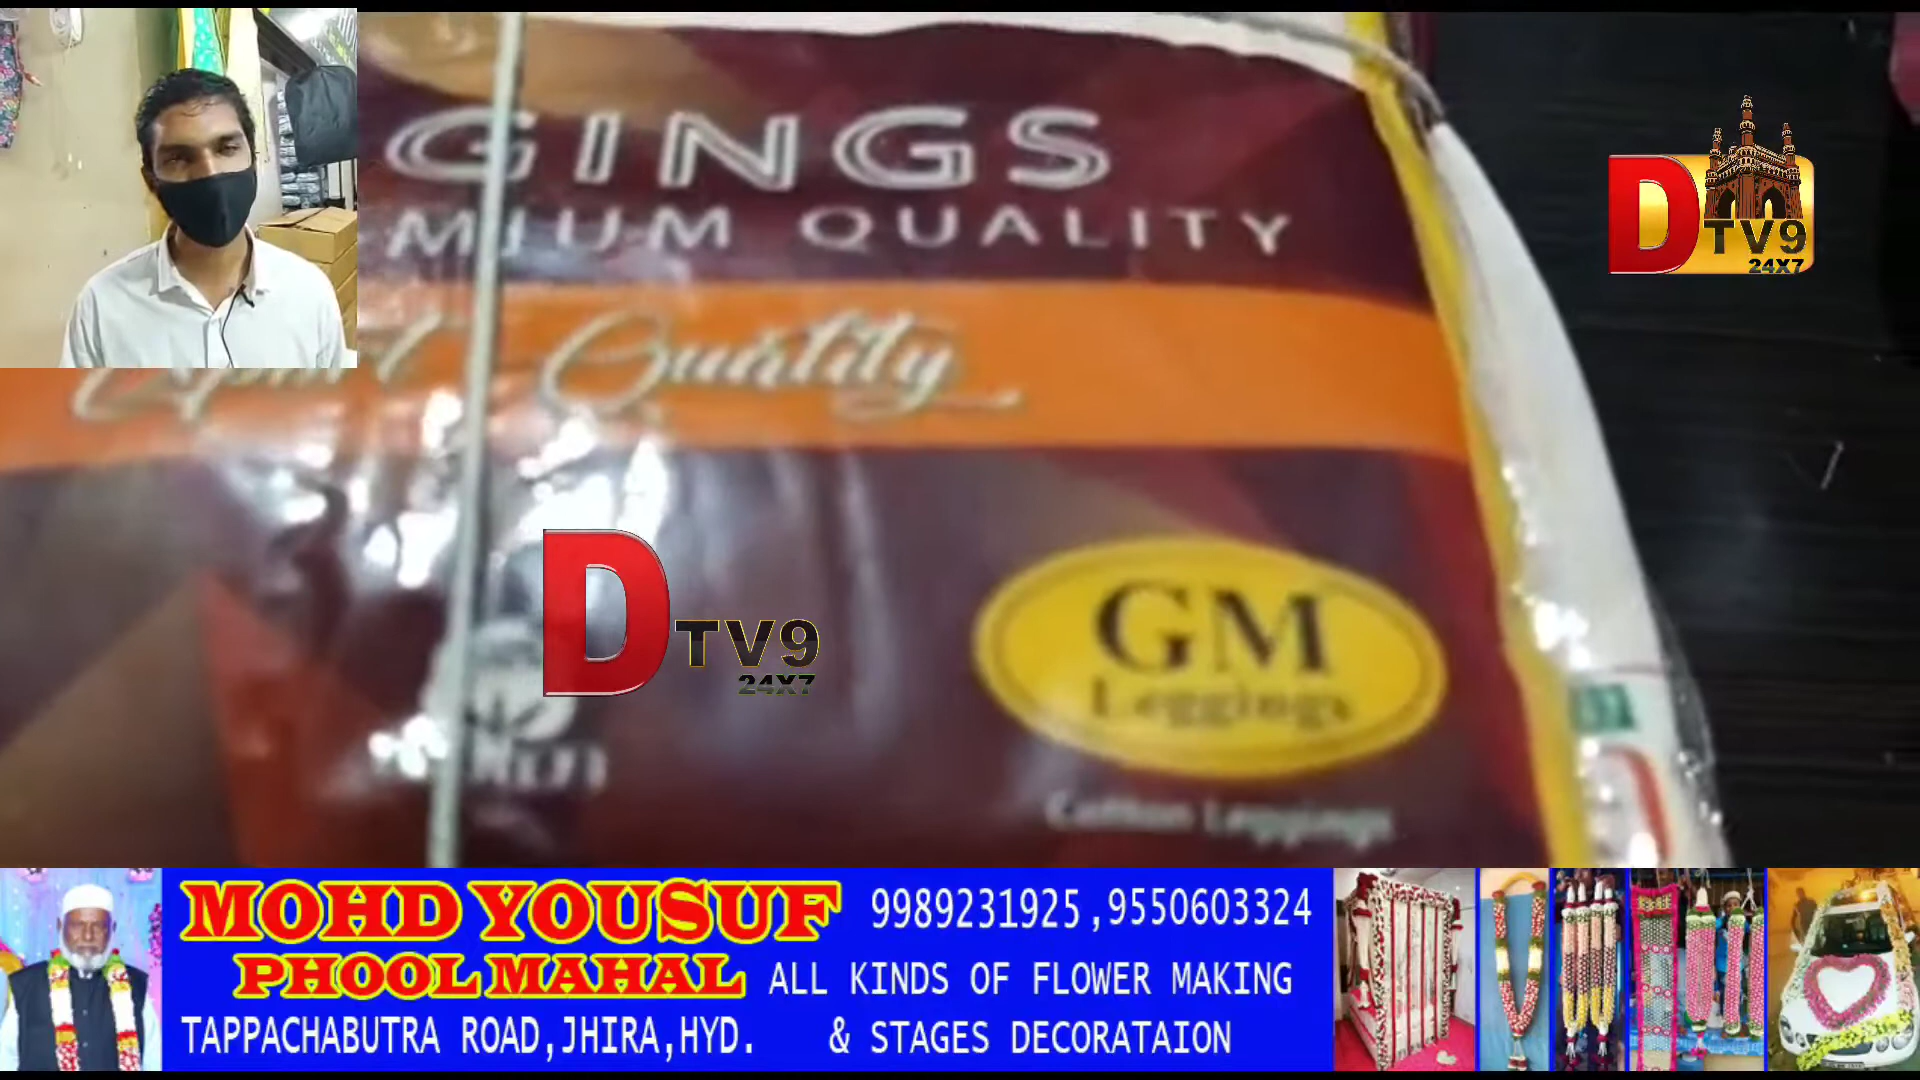 GINGS
MIUM QUALITY
Export Quality
D
TV9
24X7
D
TV9
24X7
GM
Leggings
Cotton Leggings
MOHD YOUSUF
PHOOL MAHAL
9989231925,9550603324
ALL KINDS OF FLOWER MAKING
TAPPACHABUTRA ROAD,JHIRA,HYD.
& STAGES DECORATAION